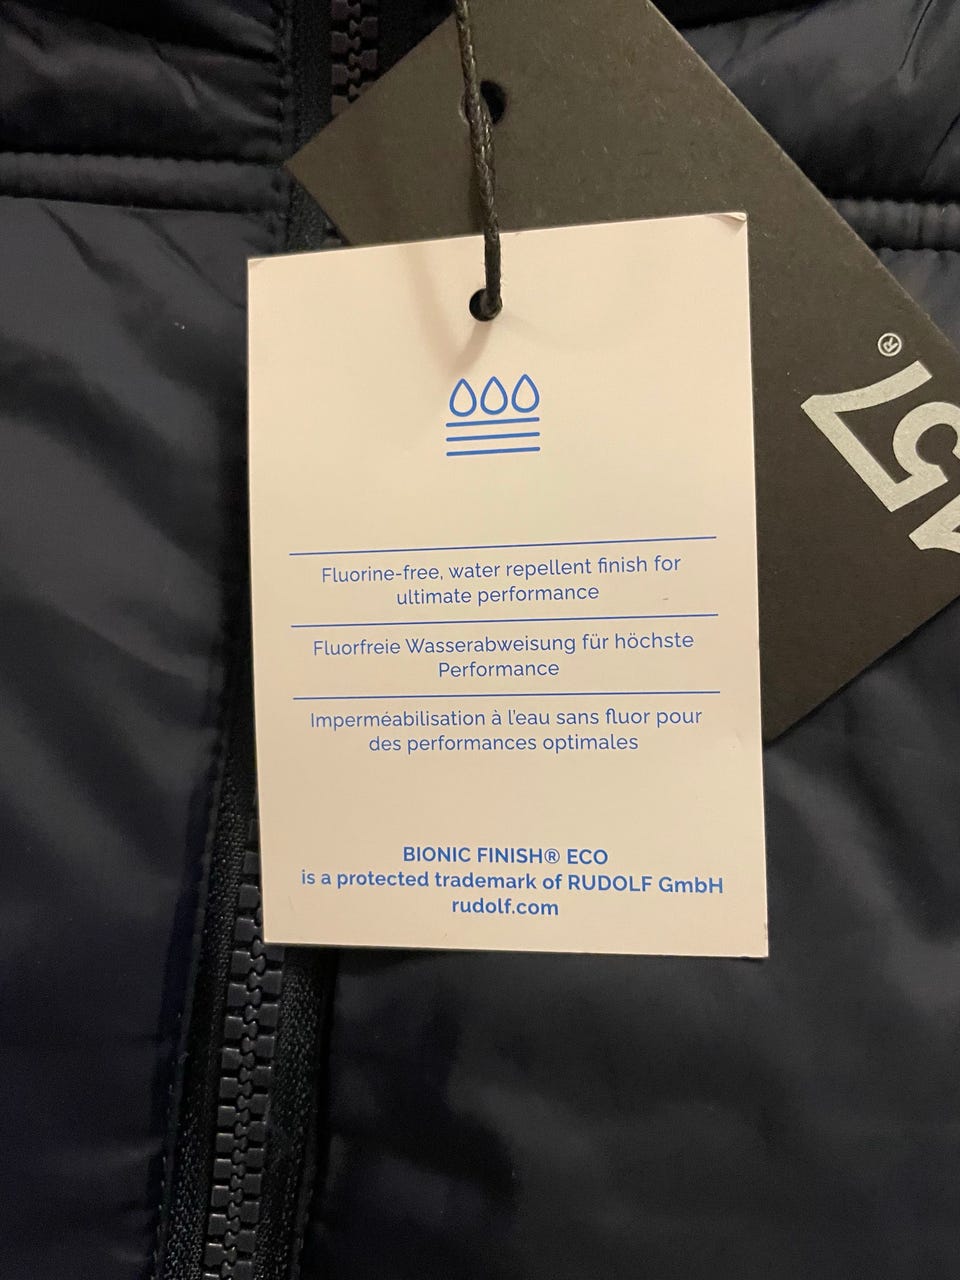 Fluorine-free, water repellent finish for
ultimate performance
Fluorfreie Wasserabweisung für höchste
Performance
Imperméabilisation à l'eau sans fluor pour
des performances optimales
BIONIC FINISH® ECO
is a protected trademark of RUDOLF GmbH
rudolf.com